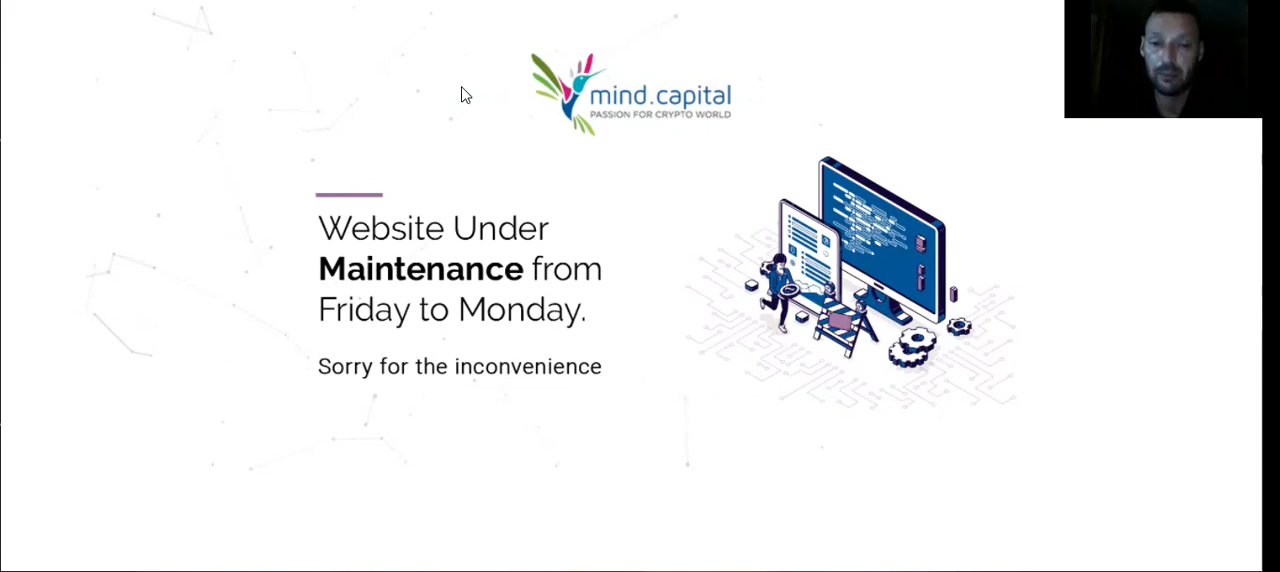 mind.capital
PASSION FOR CRYPTO WORLD
Website Under
Maintenance from
Friday to Monday.
Sorry for the inconvenience